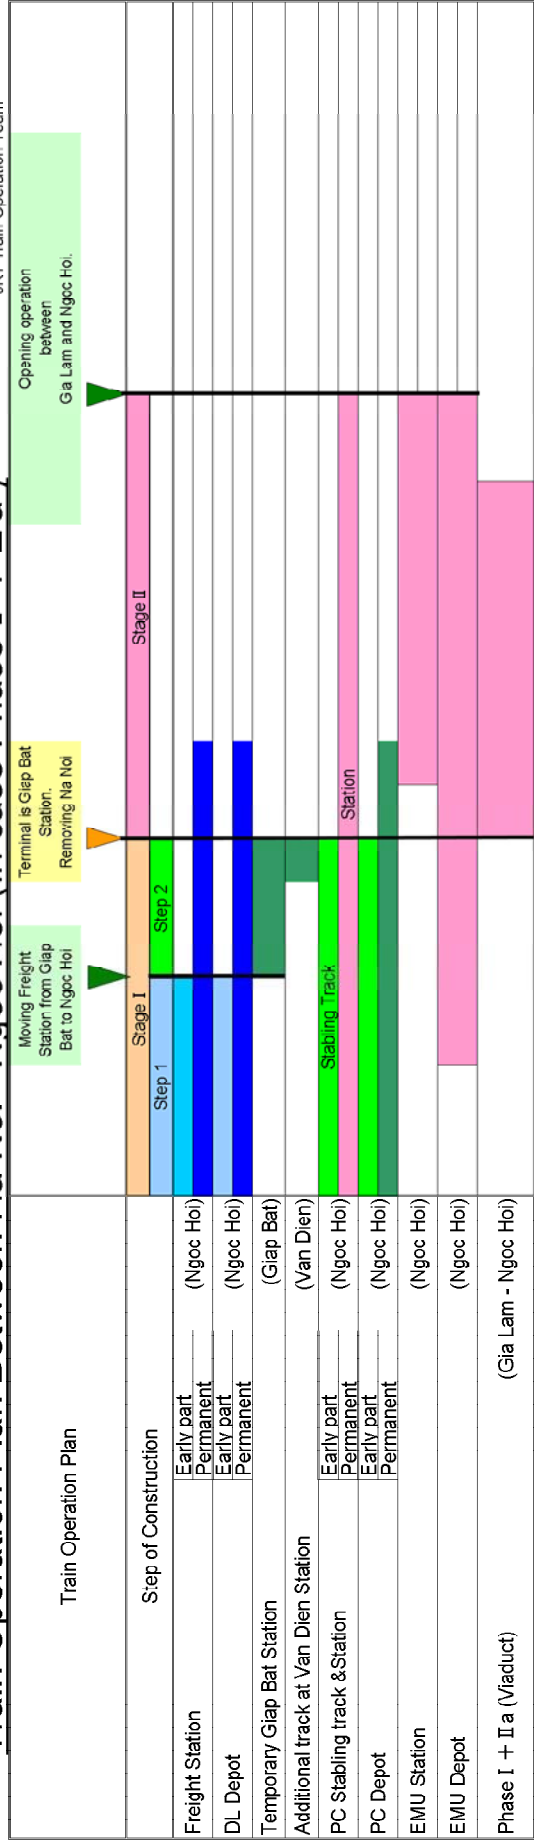 Train Operation Plan
Moving Freight
Station from Giap
Bat to Ngoc Hoi
Terminal is Giap Bat
Station.
Removing Na Noi
Opening operation
between
Gia Lam and Ngoc Hoi.
Step of Construction
Stage I
Stage II
Step 1
Step 2
Freight Station
Early part
Permanent
(Ngoc Hoi)
DL Depot
Early part
Permanent
(Ngoc Hoi)
Temporary Giap Bat Station
(Giap Bat)
Additional track at Van Dien Station
(Van Dien)
PC Stabling track &Station
Early part
Permanent
(Ngoc Hoi)
Stabling Track
Station
PC Depot
Early part
Permanent
(Ngoc Hoi)
EMU Station
(Ngoc Hoi)
EMU Depot
(Ngoc Hoi)
Phase I + II a (Viaduct)
(Gia Lam - Ngoc Hoi)